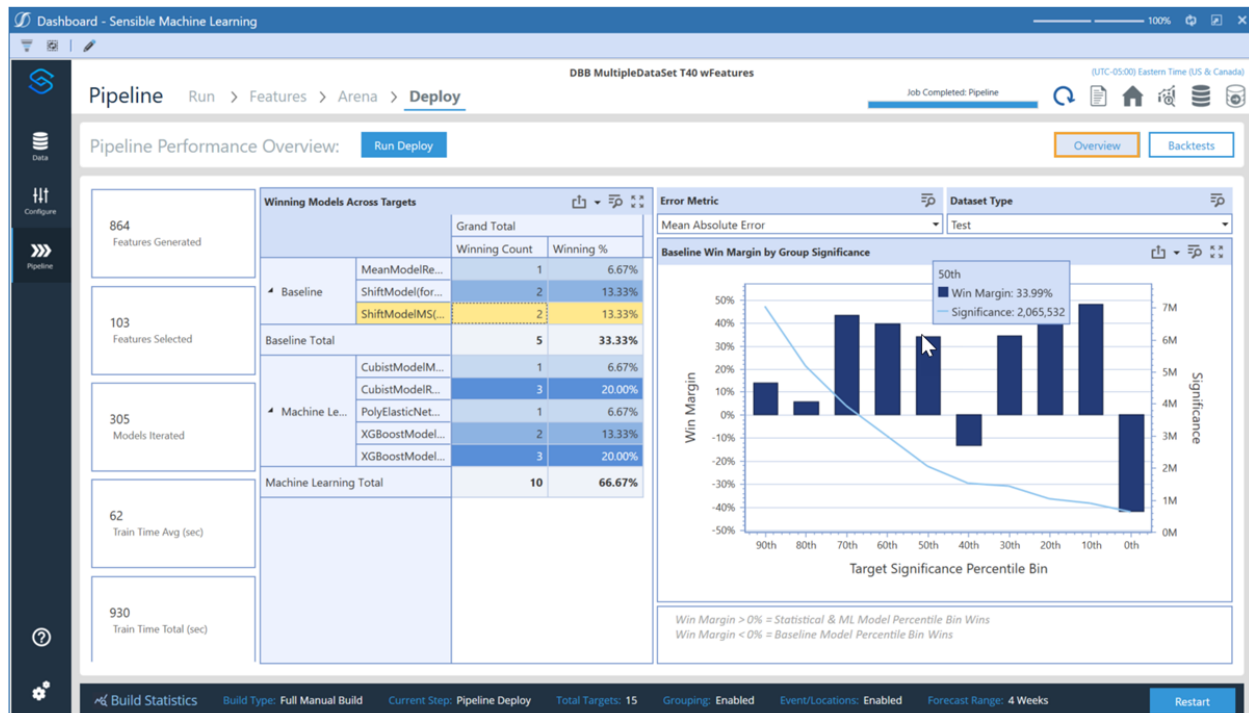 Dashboard - Sensible Machine Learning
100%
DBB MultipleDataSet T40 wFeatures
(UTC-05:00) Eastern Time (US & Canada)
Pipeline Run > Features > Arena > Deploy
Job Completed: Pipeline
Data
Configure
Pipeline
Pipeline Performance Overview:
Run Deploy
Overview
Backtests
864
Features Generated
103
Features Selected
305
Models Iterated
62
Train Time Avg (sec)
930
Train Time Total (sec)
Winning Models Across Targets
Grand Total
Winning Count Winning %
Baseline MeanModelRe... 1 6.67%
ShiftModel(for... 2 13.33%
ShiftModelMS(... 2 13.33%
Baseline Total 5 33.33%
Machine Le... CubistModelM... 1 6.67%
CubistModelR... 3 20.00%
PolyElasticNet... 1 6.67%
XGBoostModel... 2 13.33%
XGBoostModel... 3 20.00%
Machine Learning Total 10 66.67%
Error Metric
Mean Absolute Error
Dataset Type
Test
Baseline Win Margin by Group Significance
50th
Win Margin: 33.99%
Significance: 2,065,532
Win Margin
50%
40%
30%
20%
10%
0%
-10%
-20%
-30%
-40%
-50%
7M
6M
5M
4M
3M
2M
1M
0M
Significance
90th 80th 70th 60th 50th 40th 30th 20th 10th 0th
Target Significance Percentile Bin
Win Margin > 0% = Statistical & ML Model Percentile Bin Wins
Win Margin < 0% = Baseline Model Percentile Bin Wins
Build Statistics Build Type: Full Manual Build Current Step: Pipeline Deploy Total Targets: 15 Grouping: Enabled Event/Locations: Enabled Forecast Range: 4 Weeks
Restart